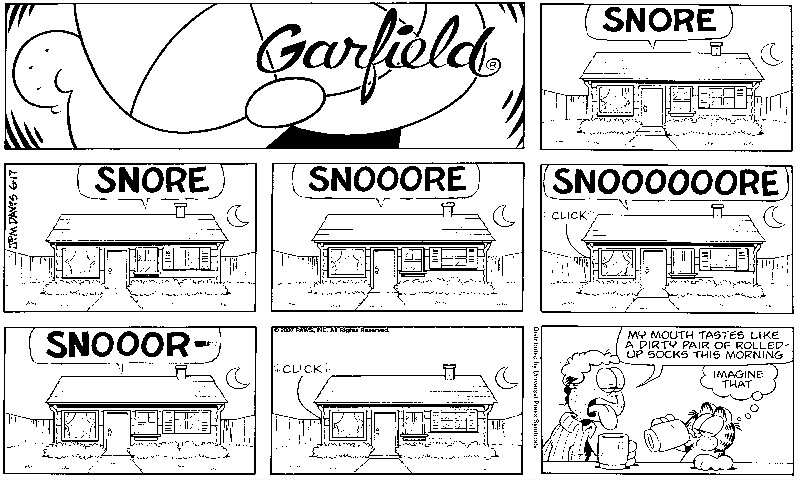 Garfield®
SNORE
JIM DAVIS 6·17
SNORE
SNOOORE
SNOOOOOORE
CLICK
SNOOOR-
© 2007 PAWS, INC. All Rights Reserved.
CLICK
Distributed by Universal Press Syndicate
MY MOUTH TASTES LIKE
A DIRTY PAIR OF ROLLED-
UP SOCKS THIS MORNING
IMAGINE
THAT